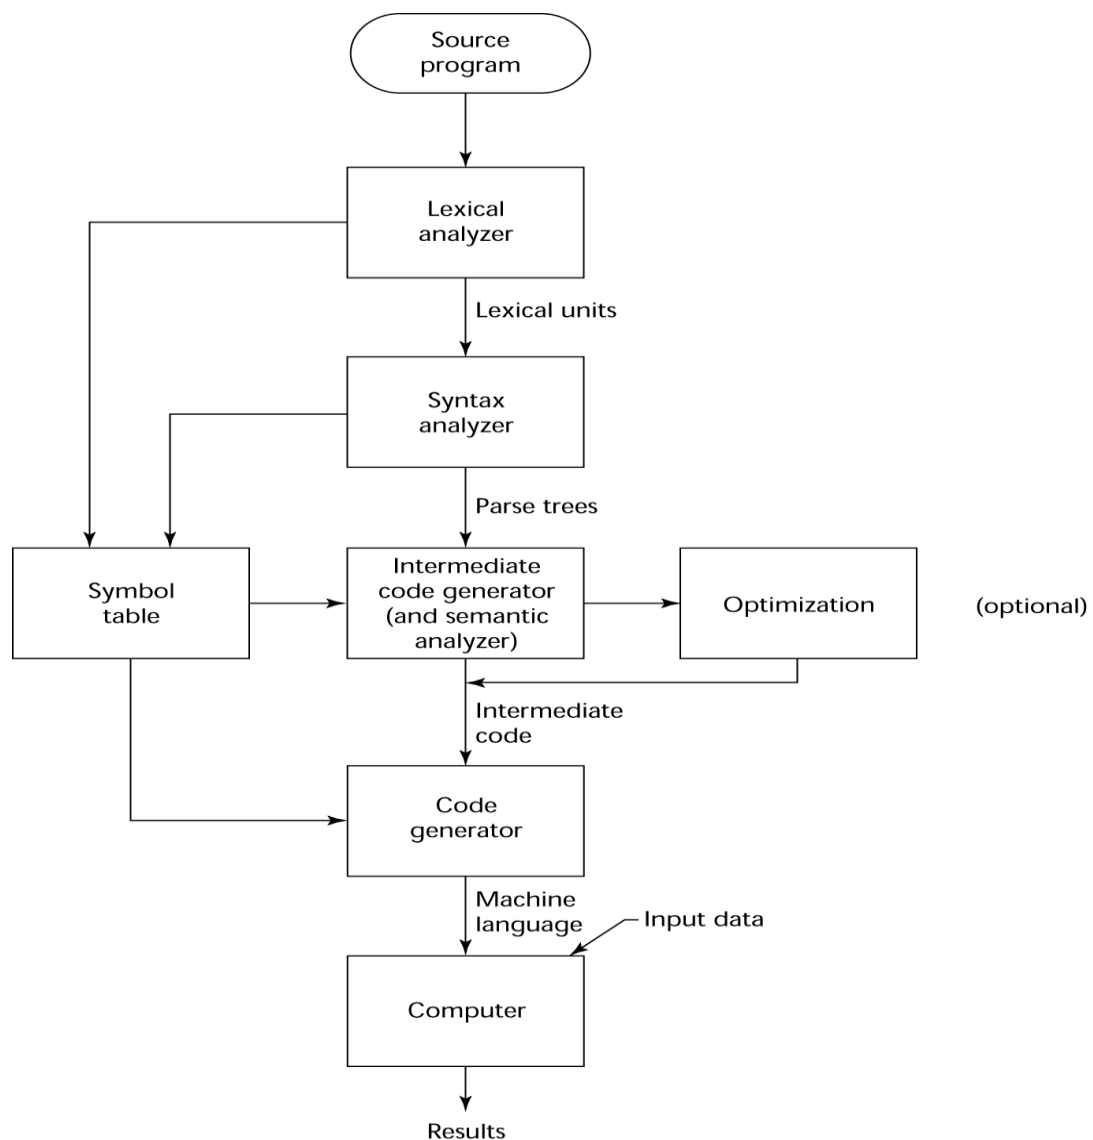 Source
program
Lexical
analyzer
Lexical units
Syntax
analyzer
Parse trees
Symbol
table
Intermediate
code generator
(and semantic
analyzer)
Optimization
(optional)
Intermediate
code
Code
generator
Machine
language
Input data
Computer
Results